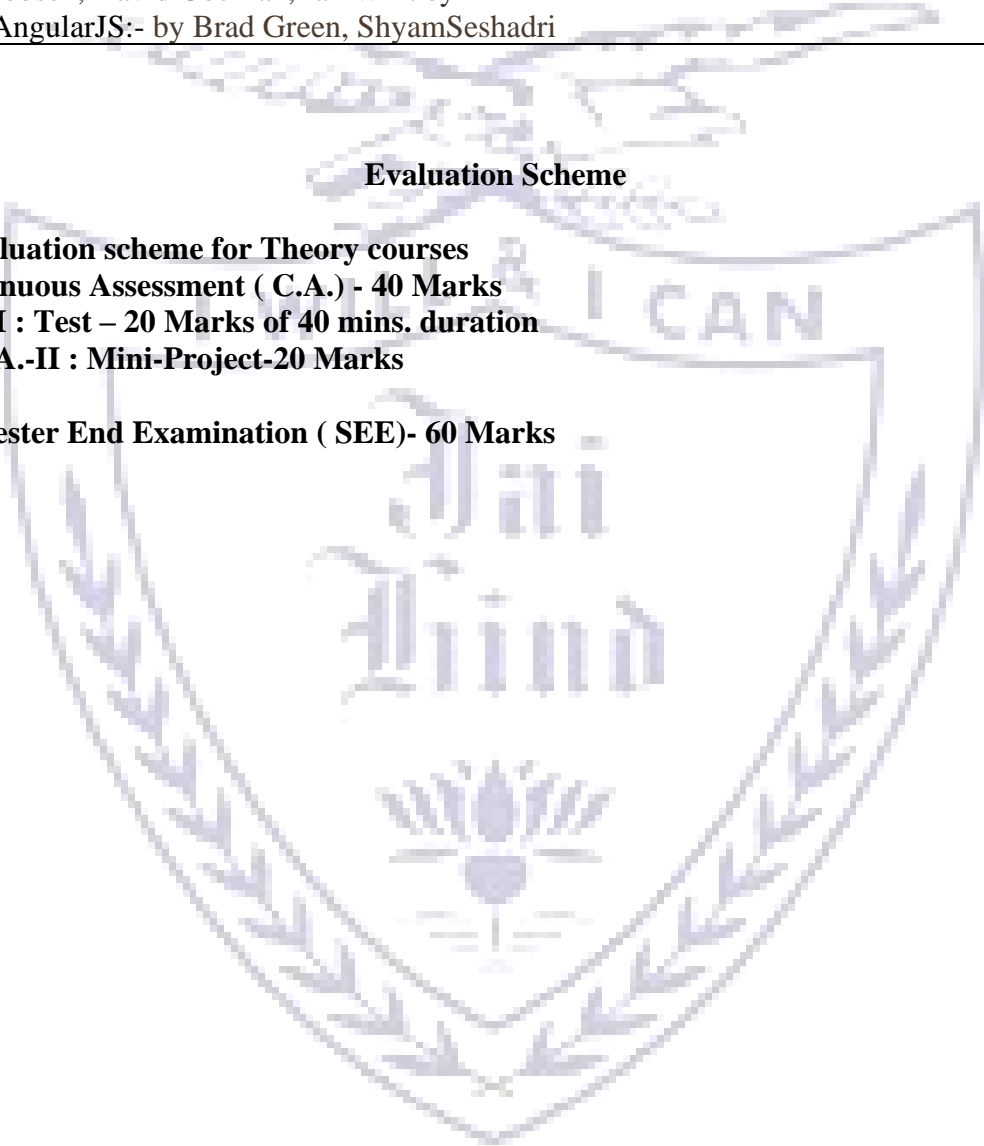 AngularJS:- by Brad Green, ShyamSeshadri
Evaluation Scheme
luation scheme for Theory courses
nuous Assessment ( C.A.) - 40 Marks
I : Test – 20 Marks of 40 mins. duration
A.-II : Mini-Project-20 Marks
ester End Examination ( SEE)- 60 Marks
I WILL & I CAN
Jai
Hind